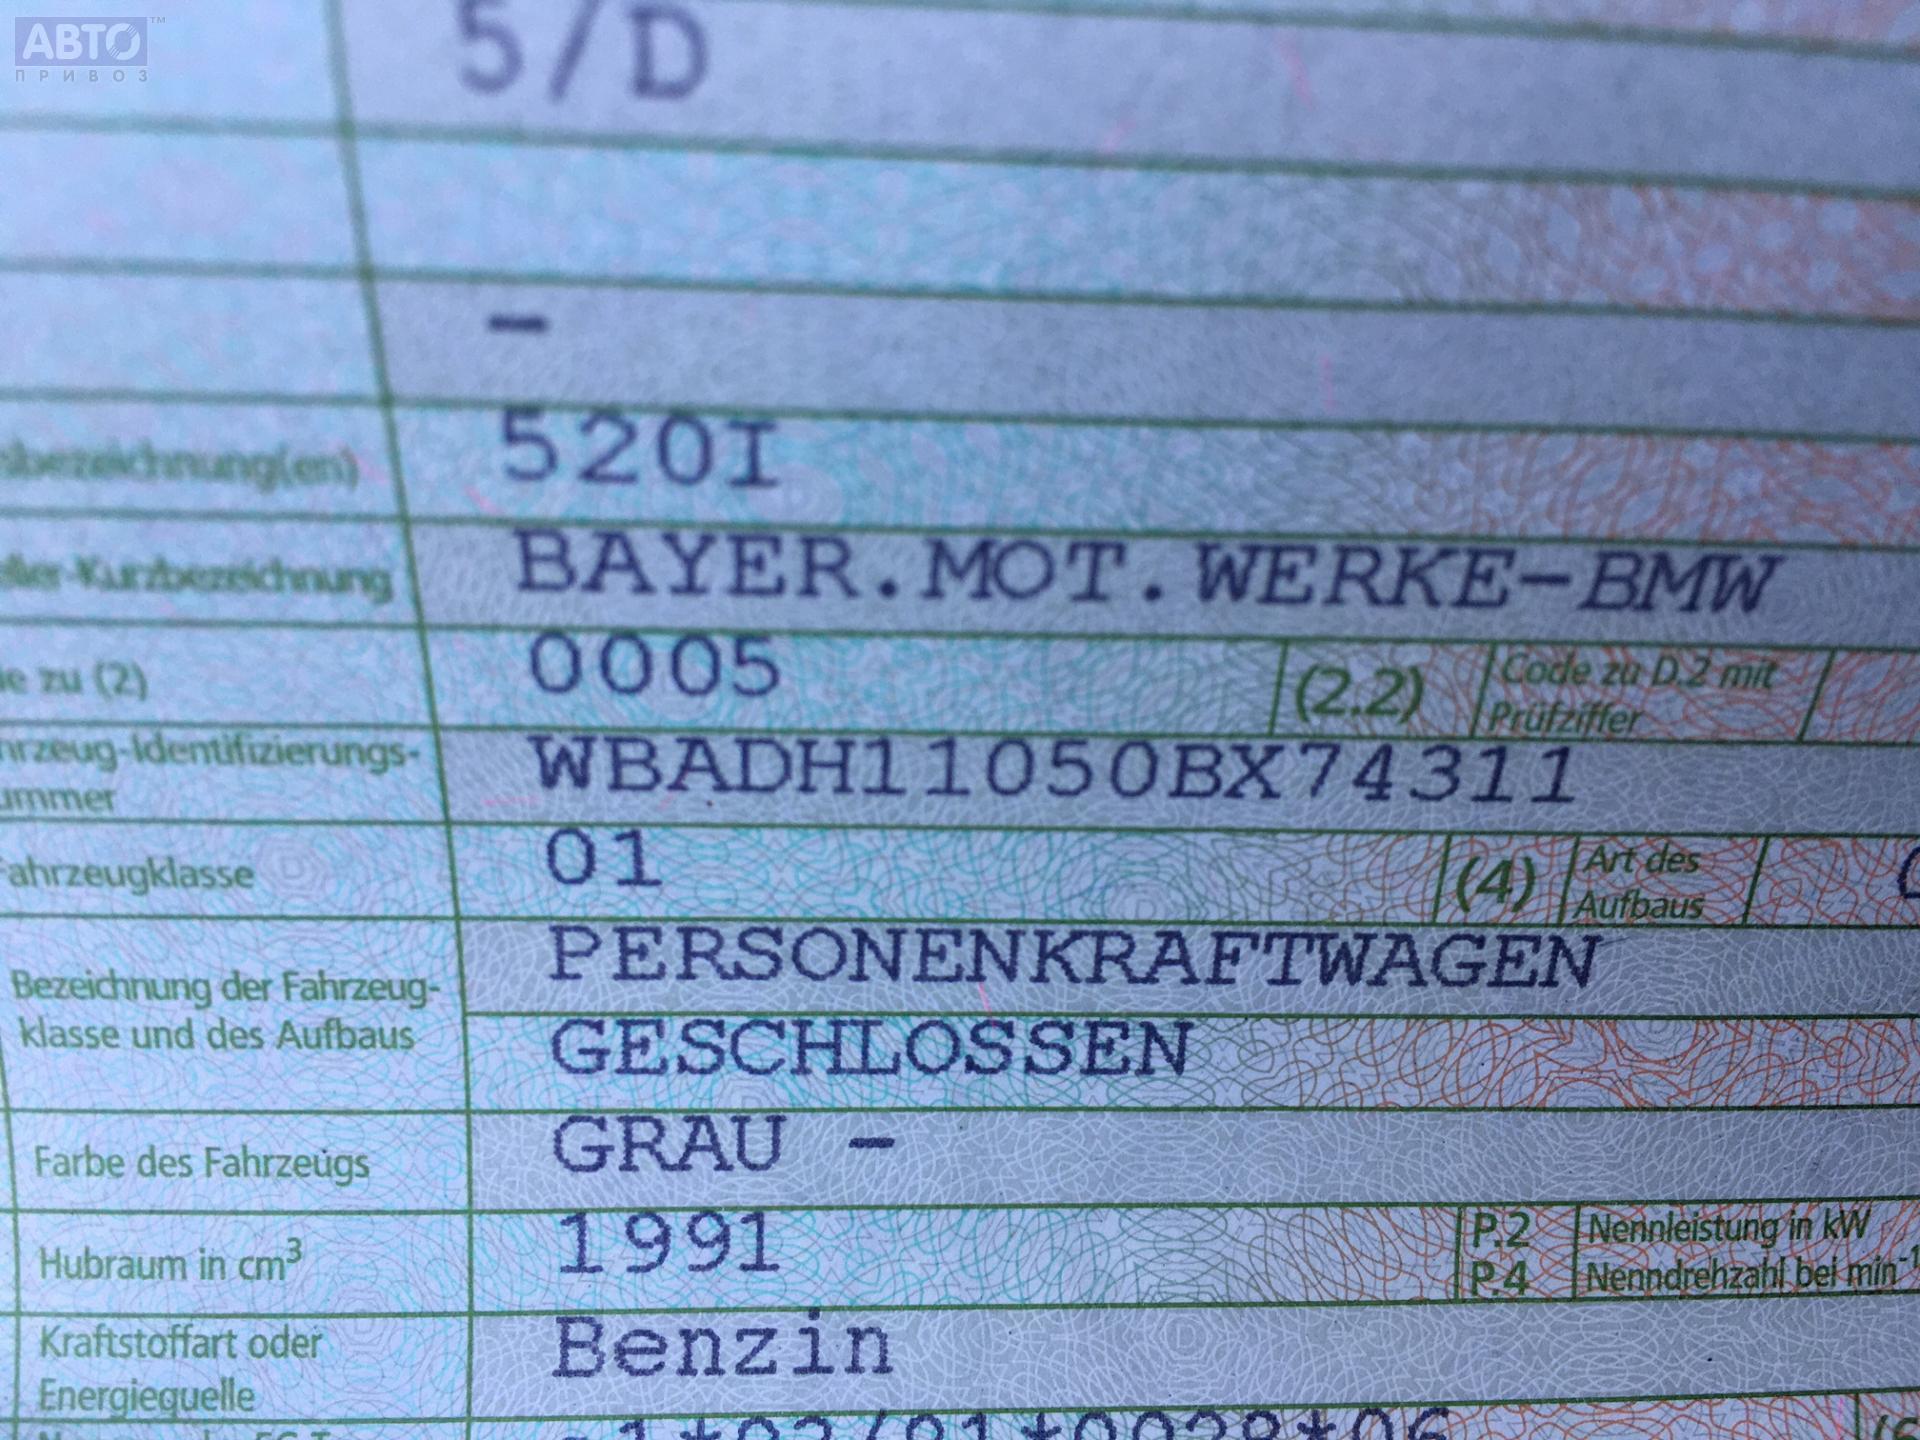 АВТО™
ПРИВОЗ
5/D
–
520I
BAYER.MOT.WERKE-BMW
ller-Kurzbezeichnung
0005
(2.2)
Code zu D.2 mit
Prüfziffer
zu (2)
WBADH11050BX74311
hrzeug-Identifizierungs-
ummer
01
(4)
Art des
Aufbaus
Fahrzeugklasse
PERSONENKRAFTWAGEN
Bezeichnung der Fahrzeug-
klasse und des Aufbaus
GESCHLOSSEN
Farbe des Fahrzeugs
GRAU –
Hubraum in cm³
1991
P.2
Nennleistung in kW
P.4
Nenndrehzahl bei min⁻¹
Kraftstoffart oder
Energiequelle
Benzin